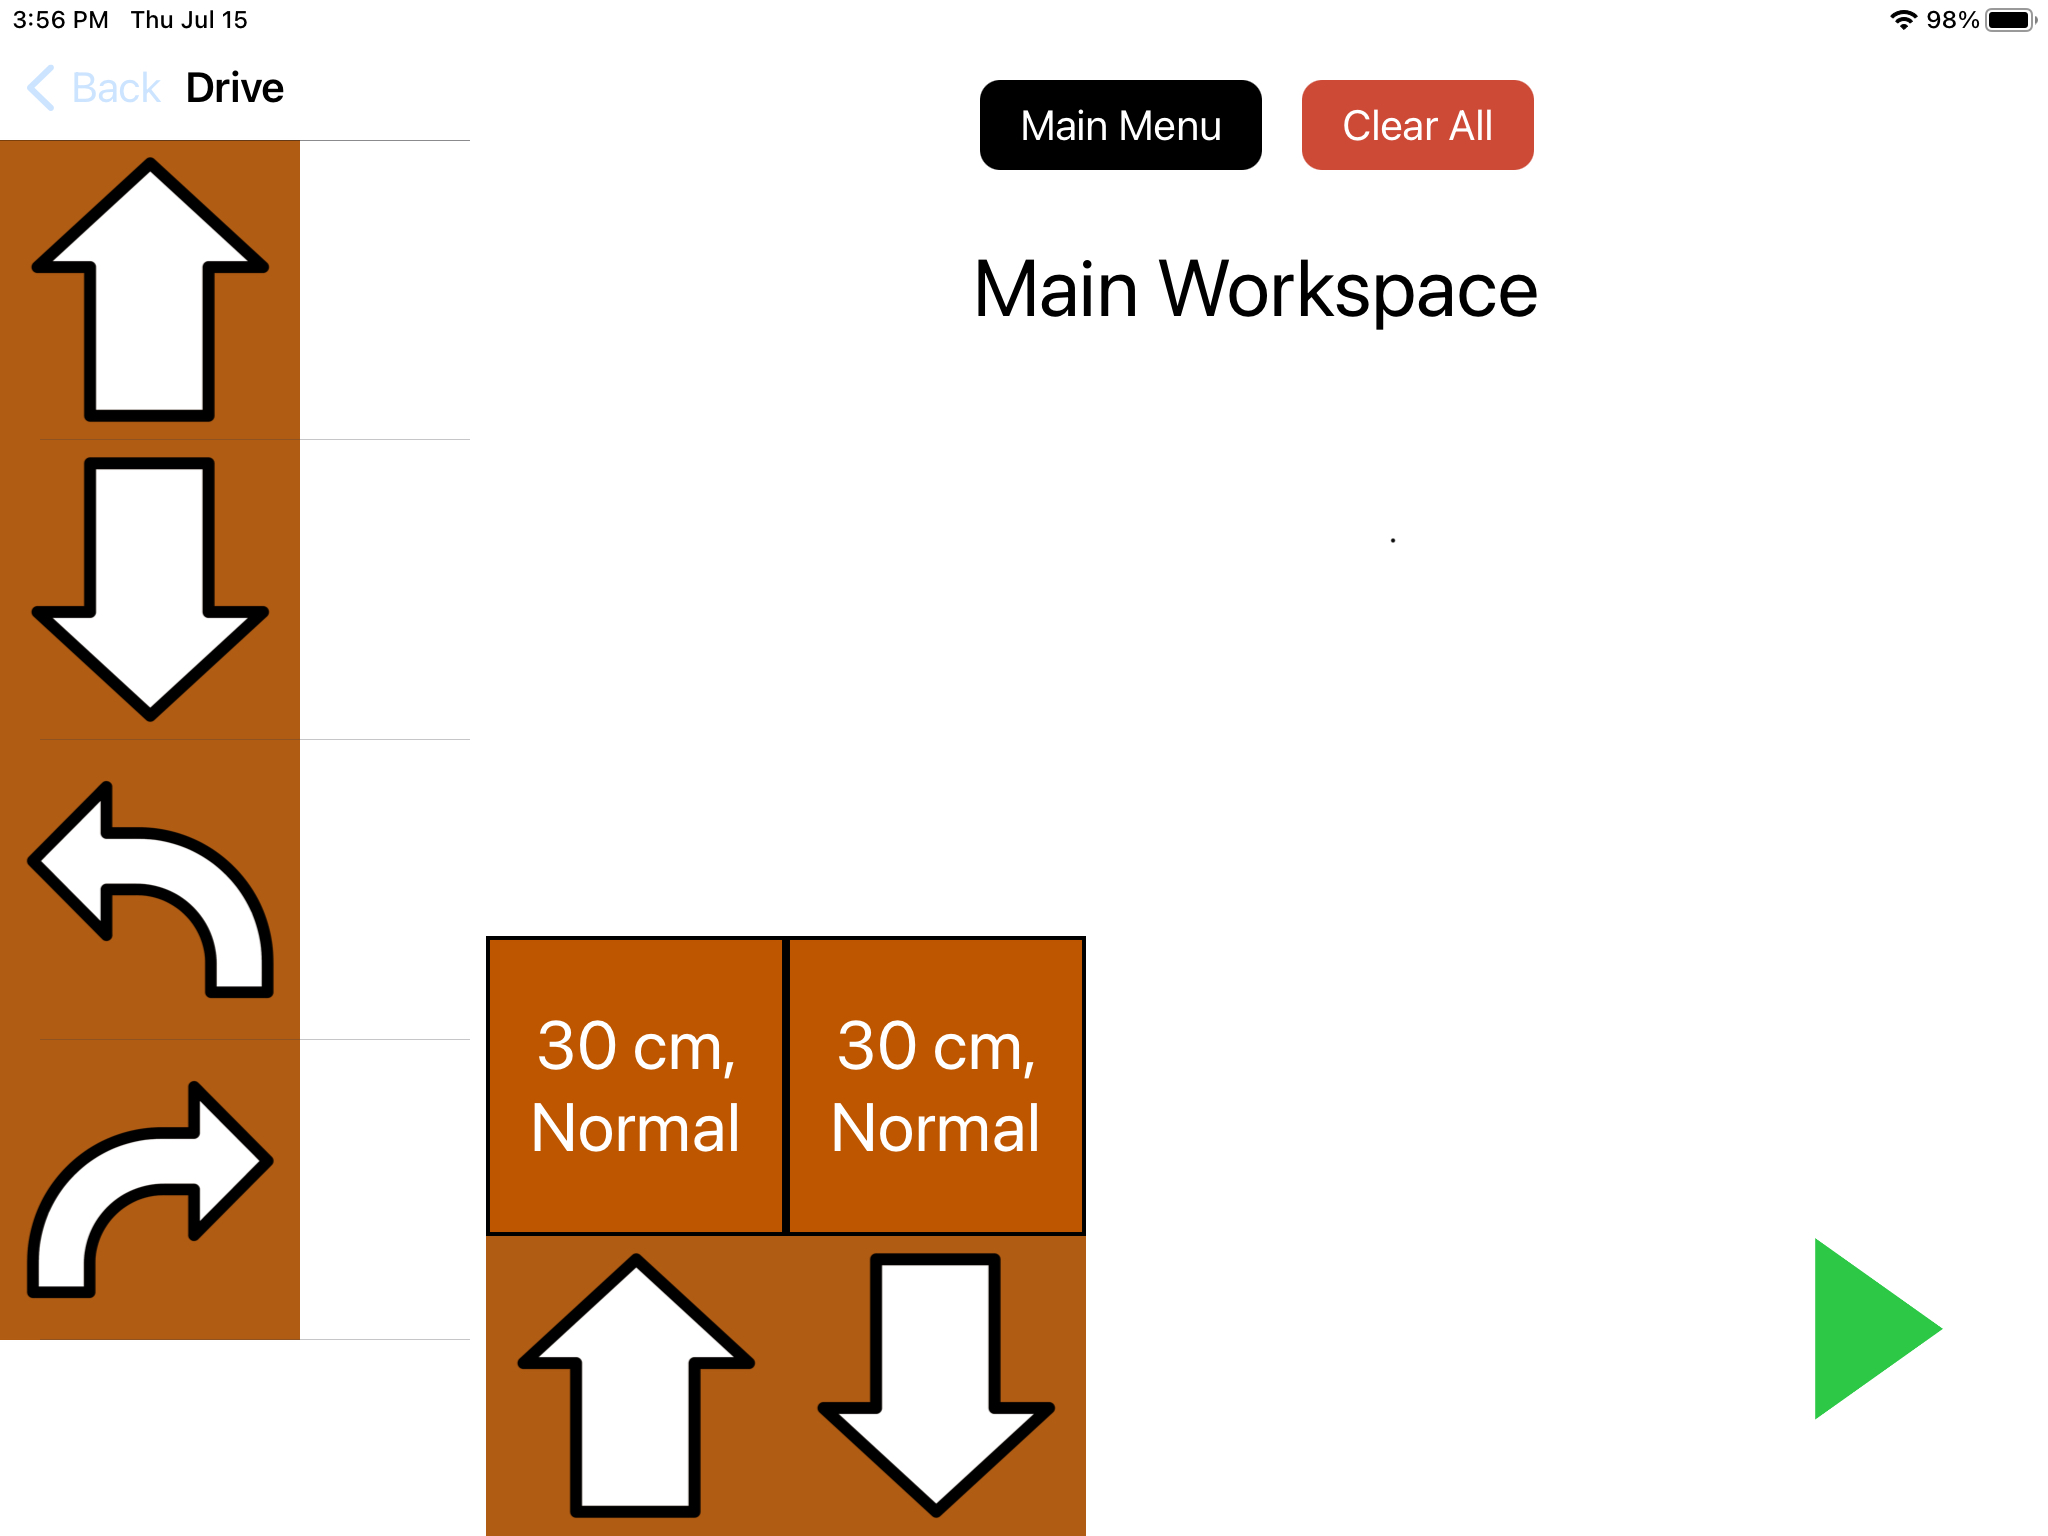 3:56 PM Thu Jul 15
98%
Back Drive
Main Menu
Clear All
Main Workspace
30 cm,
Normal
30 cm,
Normal